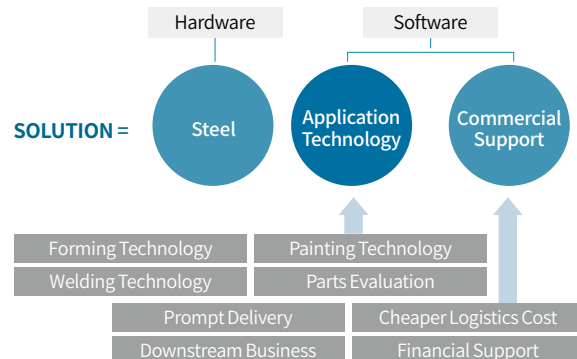 Hardware
Software
SOLUTION =
Steel
Application
Technology
Commercial
Support
Forming Technology
Painting Technology
Welding Technology
Parts Evaluation
Prompt Delivery
Cheaper Logistics Cost
Downstream Business
Financial Support